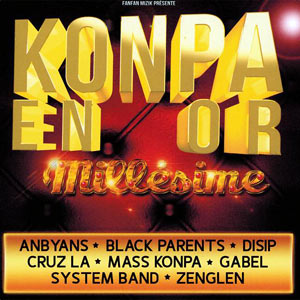 FANFAN MIZIK PRÉSENTE
KONPA
EN OR
Millésime
ANBYANS ★ BLACK PARENTS ★ DISIP
CRUZ LA ★ MASS KONPA ★ GABEL
SYSTEM BAND ★ ZENGLEN